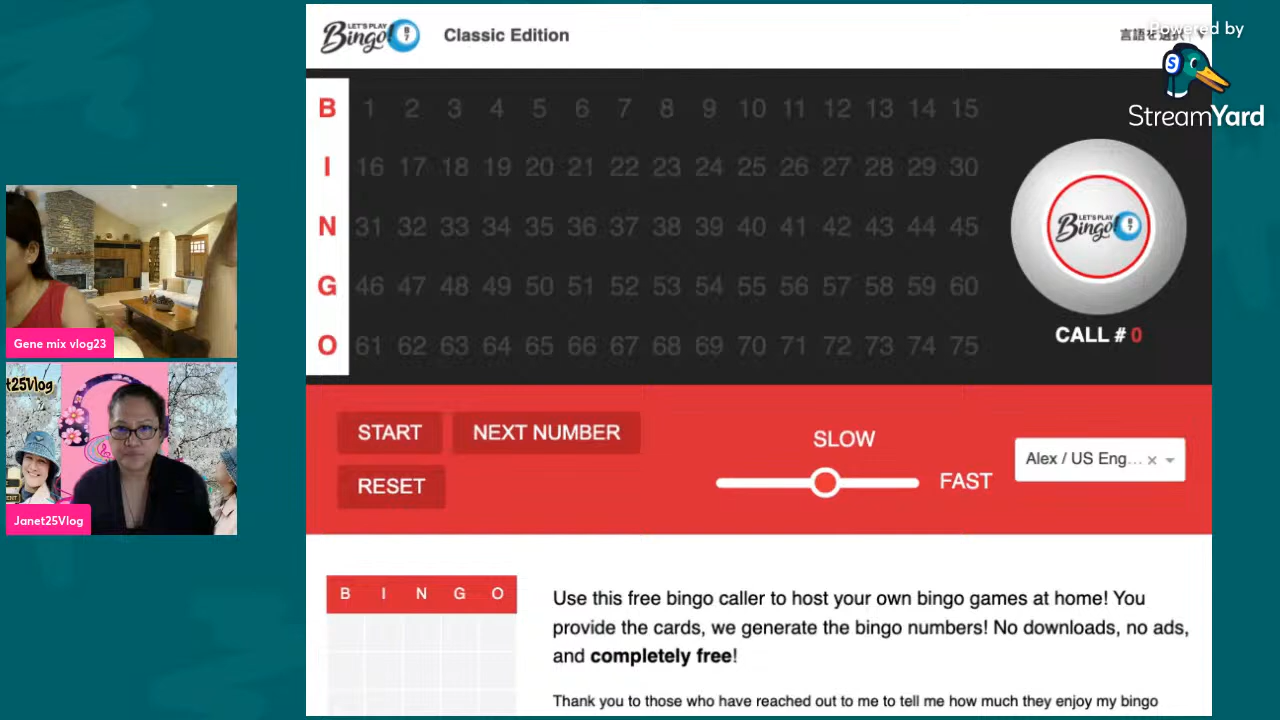 LET'S PLAY
Bingo!
B
7
Classic Edition
言語を選択
Powered by
S
StreamYard
B 1 2 3 4 5 6 7 8 9 10 11 12 13 14 15
I 16 17 18 19 20 21 22 23 24 25 26 27 28 29 30
N 31 32 33 34 35 36 37 38 39 40 41 42 43 44 45
G 46 47 48 49 50 51 52 53 54 55 56 57 58 59 60
O 61 62 63 64 65 66 67 68 69 70 71 72 73 74 75
LET'S PLAY
Bingo!
B
7
CALL # 0
Gene mix vlog23
t25Vlog
Janet25Vlog
START
NEXT NUMBER
RESET
SLOW
FAST
Alex / US Eng...
B I N G O
Use this free bingo caller to host your own bingo games at home! You
provide the cards, we generate the bingo numbers! No downloads, no ads,
and completely free!
Thank you to those who have reached out to me to tell me how much they enjoy my bingo